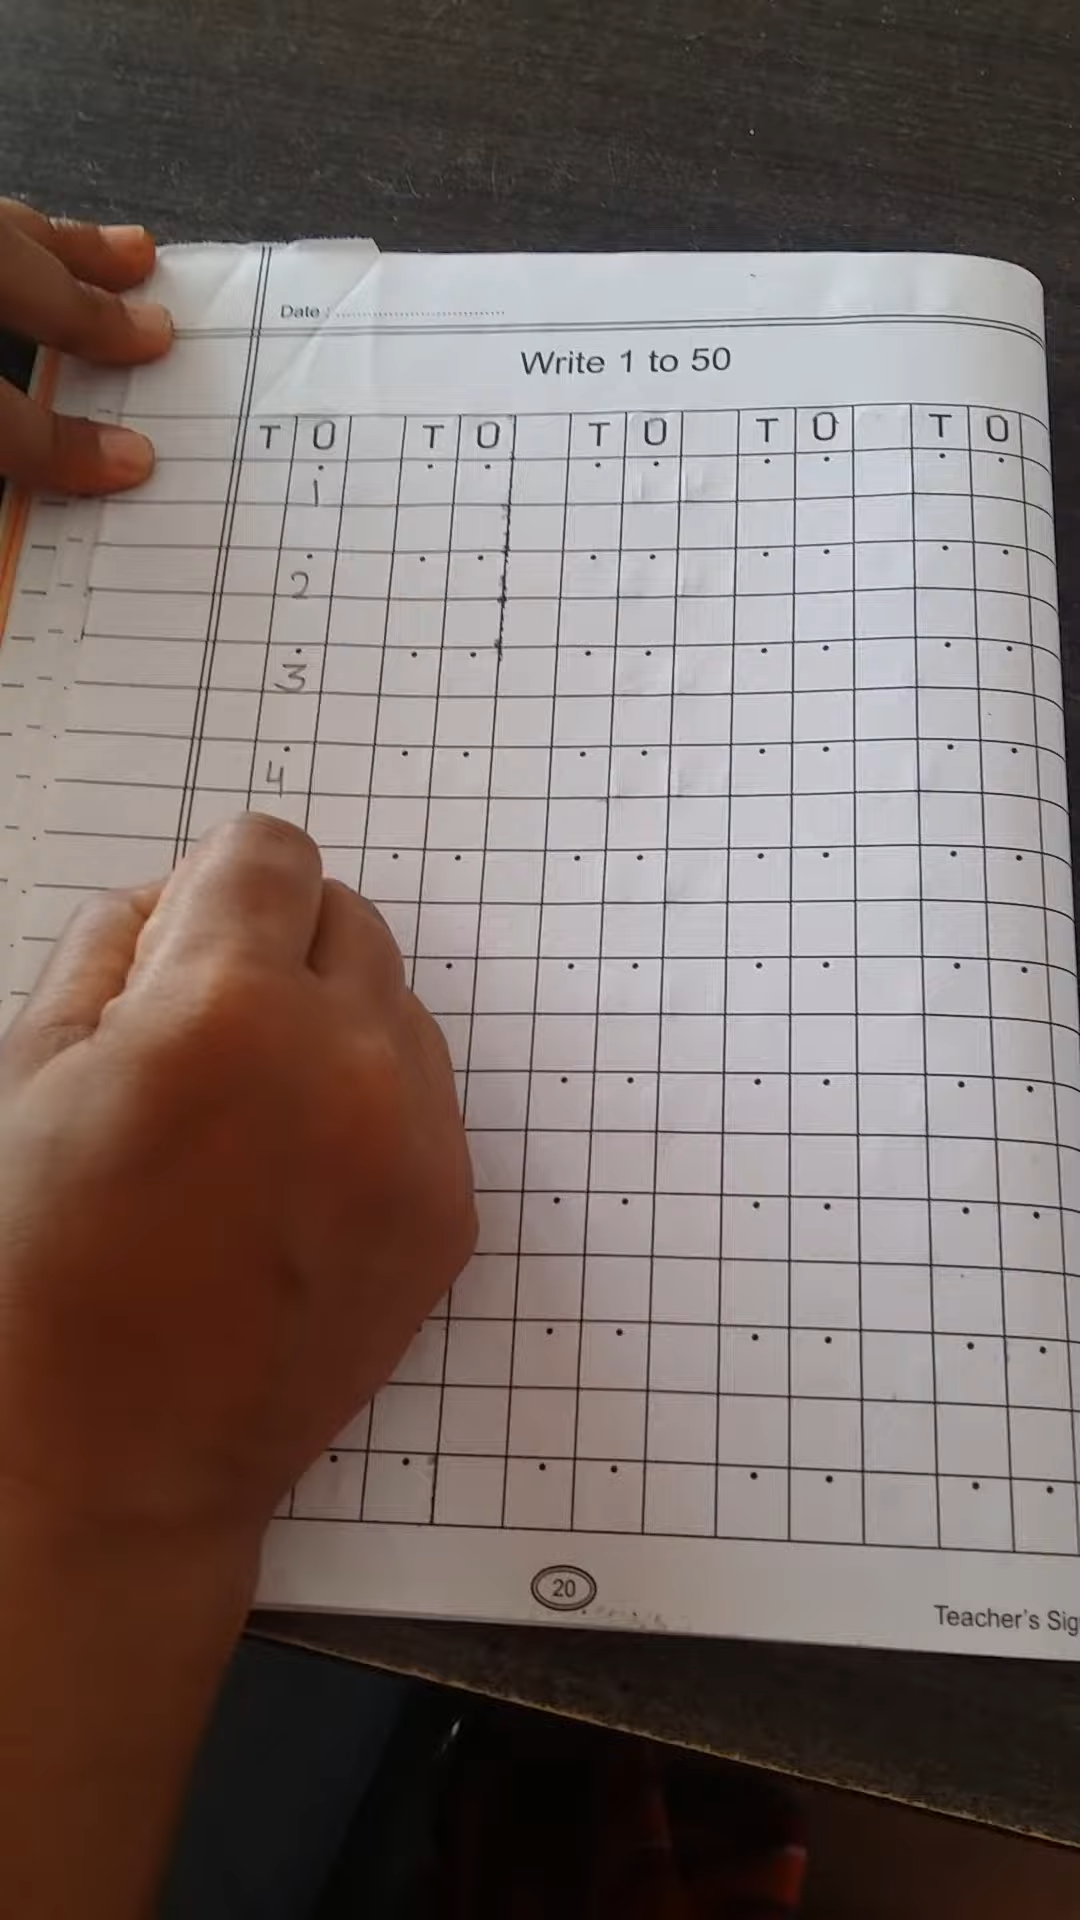 Date : ................................
Write 1 to 50
T O T O T O T O T O
1
2
3
4
20
Teacher's Sig